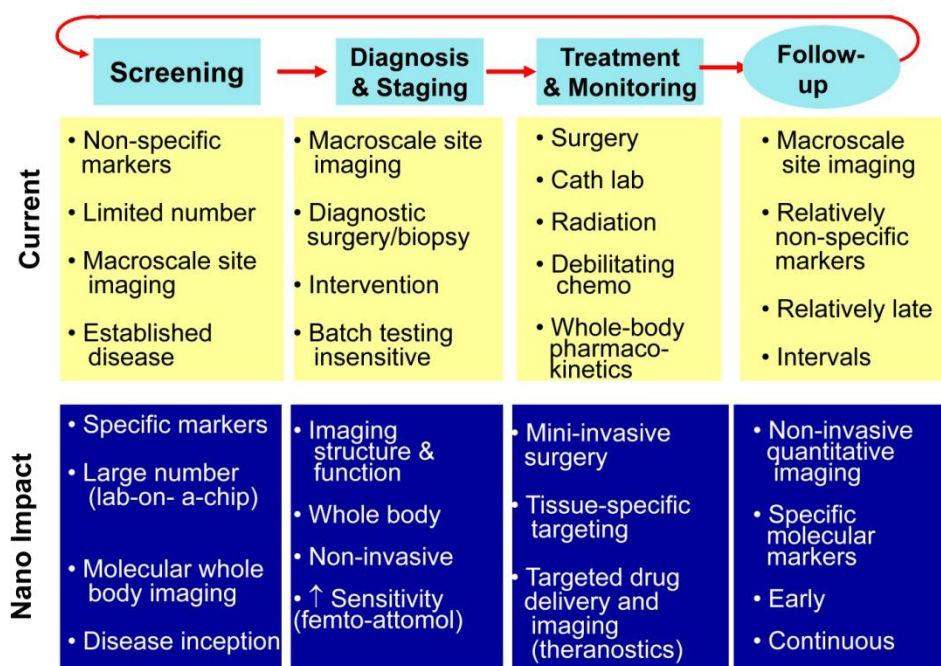 Screening
Diagnosis
& Staging
Treatment
& Monitoring
Follow-
up
Current
• Non-specific
markers
• Limited number
• Macroscale site
imaging
• Established
disease
• Macroscale site
imaging
• Diagnostic
surgery/biopsy
• Intervention
• Batch testing
insensitive
• Surgery
• Cath lab
• Radiation
• Debilitating
chemo
• Whole-body
pharmaco-
kinetics
• Macroscale
site imaging
• Relatively
non-specific
markers
• Relatively late
• Intervals
Nano Impact
• Specific markers
• Large number
(lab-on- a-chip)
• Molecular whole
body imaging
• Disease inception
• Imaging
structure &
function
• Whole body
• Non-invasive
• ↑ Sensitivity
(femto-attomol)
• Mini-invasive
surgery
• Tissue-specific
targeting
• Targeted drug
delivery and
imaging
(theranostics)
• Non-invasive
quantitative
imaging
• Specific
molecular
markers
• Early
• Continuous